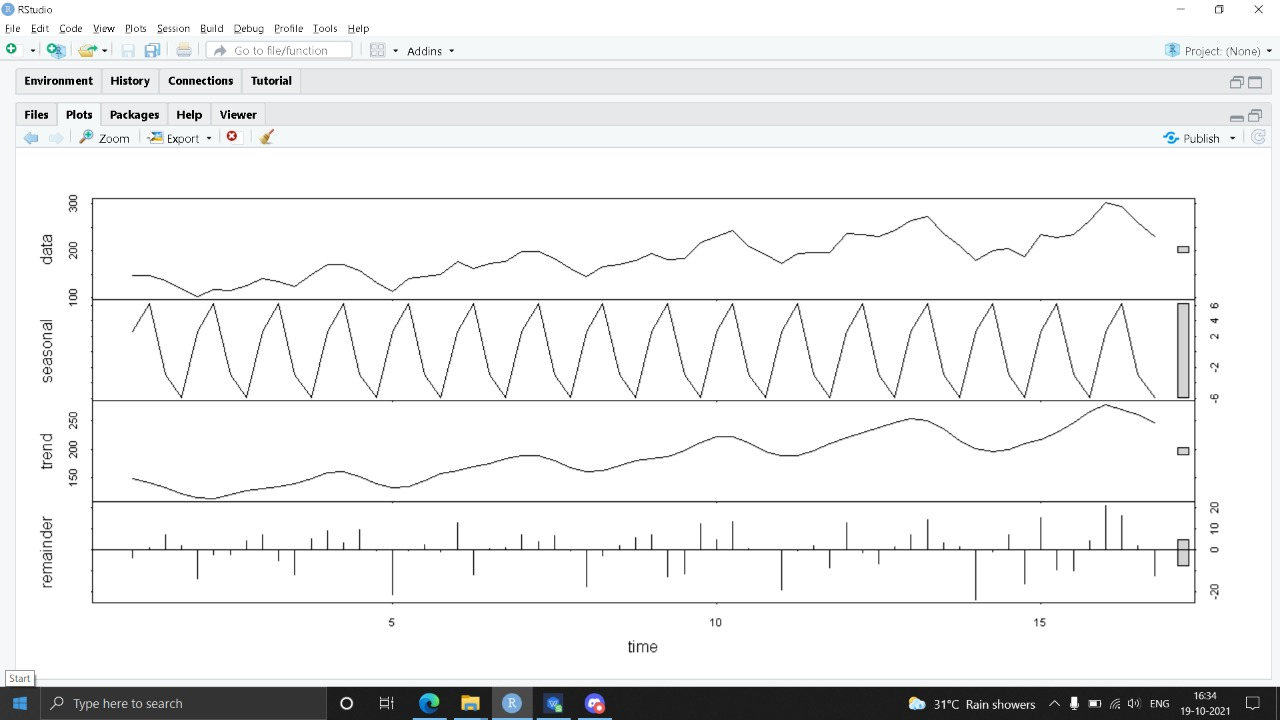 RStudio
File Edit Code View Plots Session Build Debug Profile Tools Help
Go to file/function Addins Project: (None)
Environment History Connections Tutorial
Files Plots Packages Help Viewer
Zoom Export Publish
data
100 200 300
seasonal
-6 -2 2 4 6
trend
150 200 250
remainder
-20 0 10 20
5 10 15
time
Start
Type here to search
31°C Rain showers ENG 16:34
19-10-2021